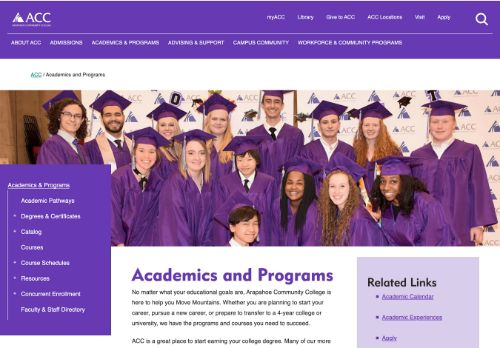 ACC
myACC Library Give to ACC ACC Locations Visit Apply
ABOUT ACC ADMISSIONS ACADEMICS & PROGRAMS ADVISING & SUPPORT CAMPUS COMMUNITY WORKFORCE & COMMUNITY PROGRAMS
ACC / Academics and Programs
ACC
ACC
Academics & Programs
Academic Pathways
Degrees & Certificates
Catalog
Courses
Course Schedules
Resources
Concurrent Enrollment
Faculty & Staff Directory
Academics and Programs
No matter what your educational goals are, Arapahoe Community College is
here to help you Move Mountains. Whether you are planning to start your
career, pursue a new career, or prepare to transfer to a 4-year college or
university, we have the programs and courses you need to succeed.
ACC is a great place to start earning your college degree. Many of our more
Related Links
Academic Calendar
Academic Experiences
Apply